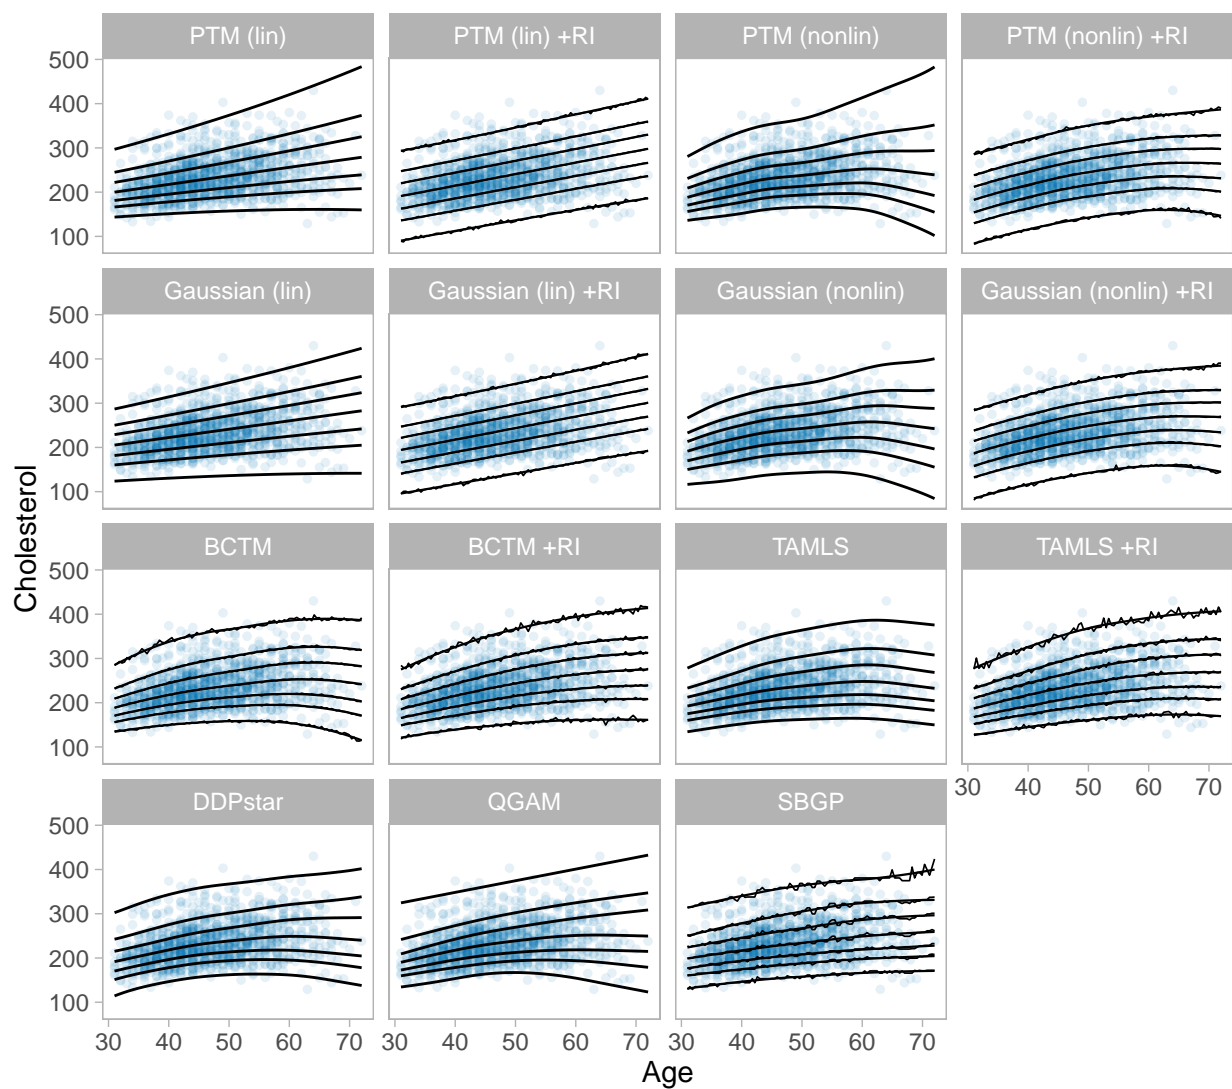 PTM (lin) PTM (lin) +RI PTM (nonlin) PTM (nonlin) +RI
500
400
300
200
100
Gaussian (lin) Gaussian (lin) +RI Gaussian (nonlin) Gaussian (nonlin) +RI
500
400
300
200
100
Cholesterol
BCTM BCTM +RI TAMLS TAMLS +RI
500
400
300
200
100
30 40 50 60 70
DDPstar QGAM SBGP
500
400
300
200
100
30 40 50 60 70 30 40 50 60 70 30 40 50 60 70
Age